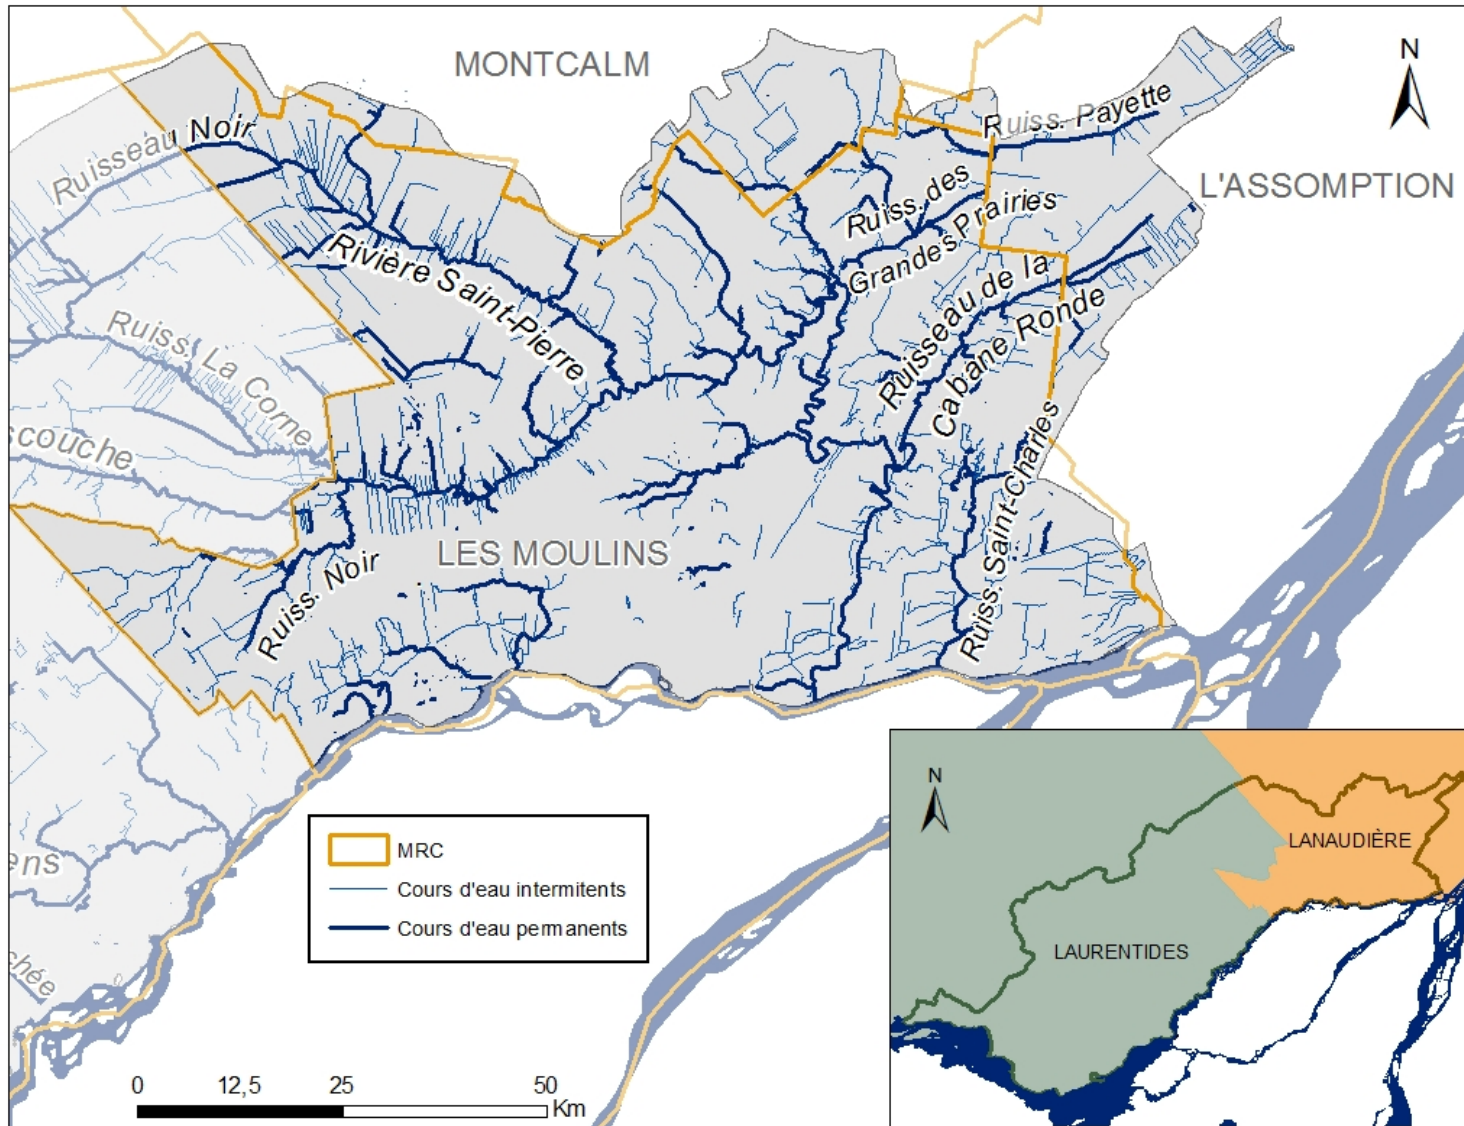 MONTCALM
N
Ruisseau Noir
Ruiss. Payette
L'ASSOMPTION
Ruiss. des
Grandes Prairies
Rivière Saint-Pierre
Ruisseau de la
Cabane Ronde
Ruiss. La Corne
scouche
Ruiss. Saint-Charles
LES MOULINS
Ruiss. Noir
ens
chée
MRC
Cours d'eau intermitents
Cours d'eau permanents
0 12,5 25 50
Km
N
LANAUDIÈRE
LAURENTIDES